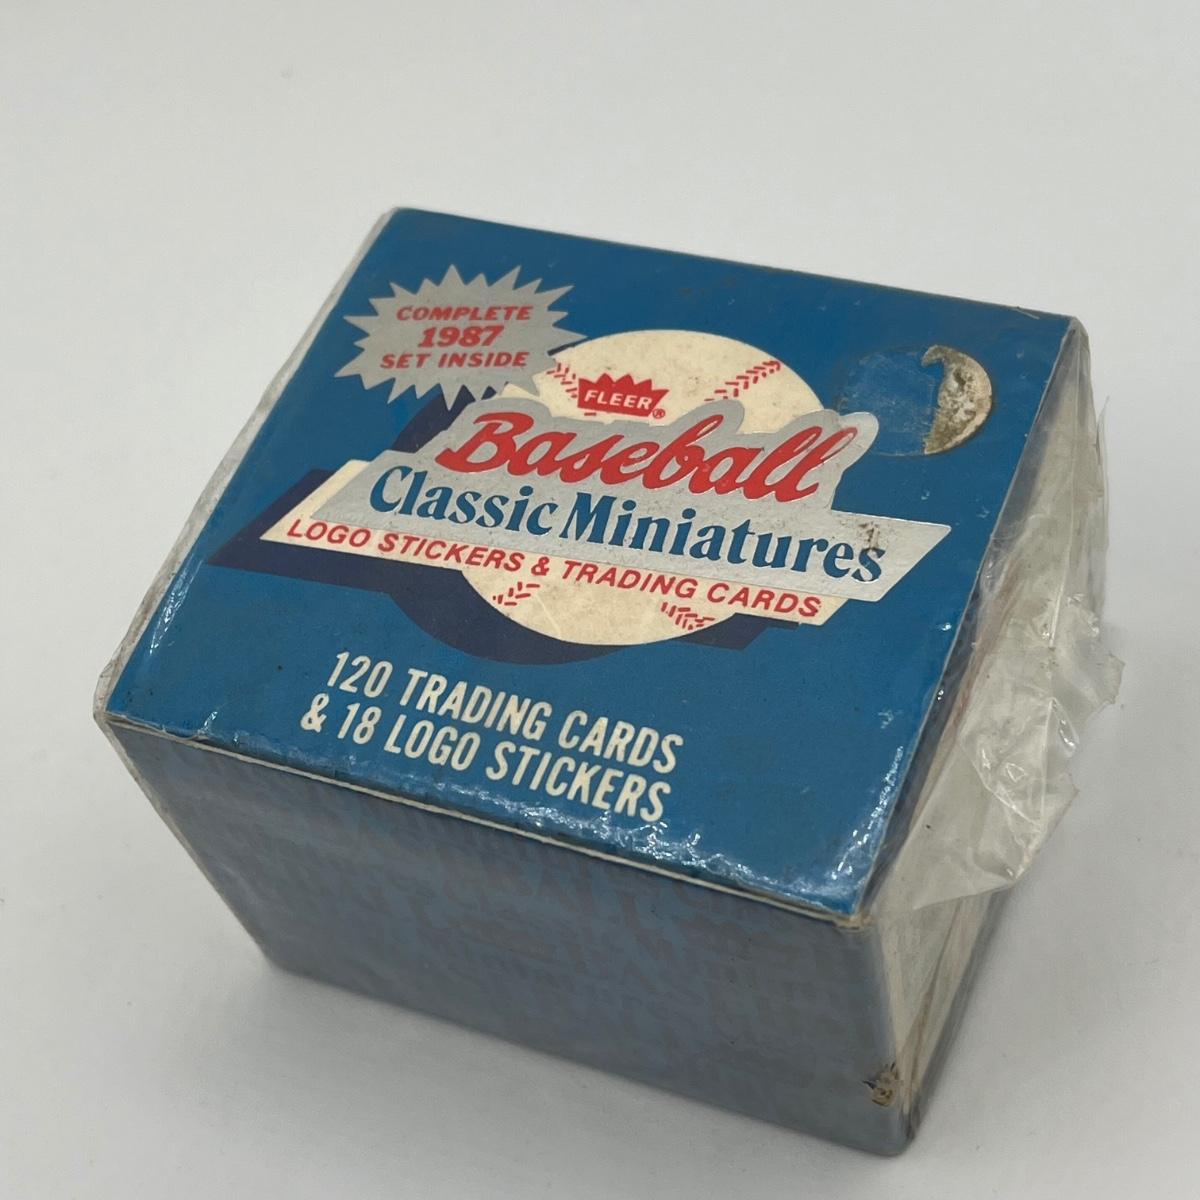 COMPLETE
1987
SET INSIDE
FLEER®
Baseball
Classic Miniatures
LOGO STICKERS & TRADING CARDS
120 TRADING CARDS
& 18 LOGO STICKERS